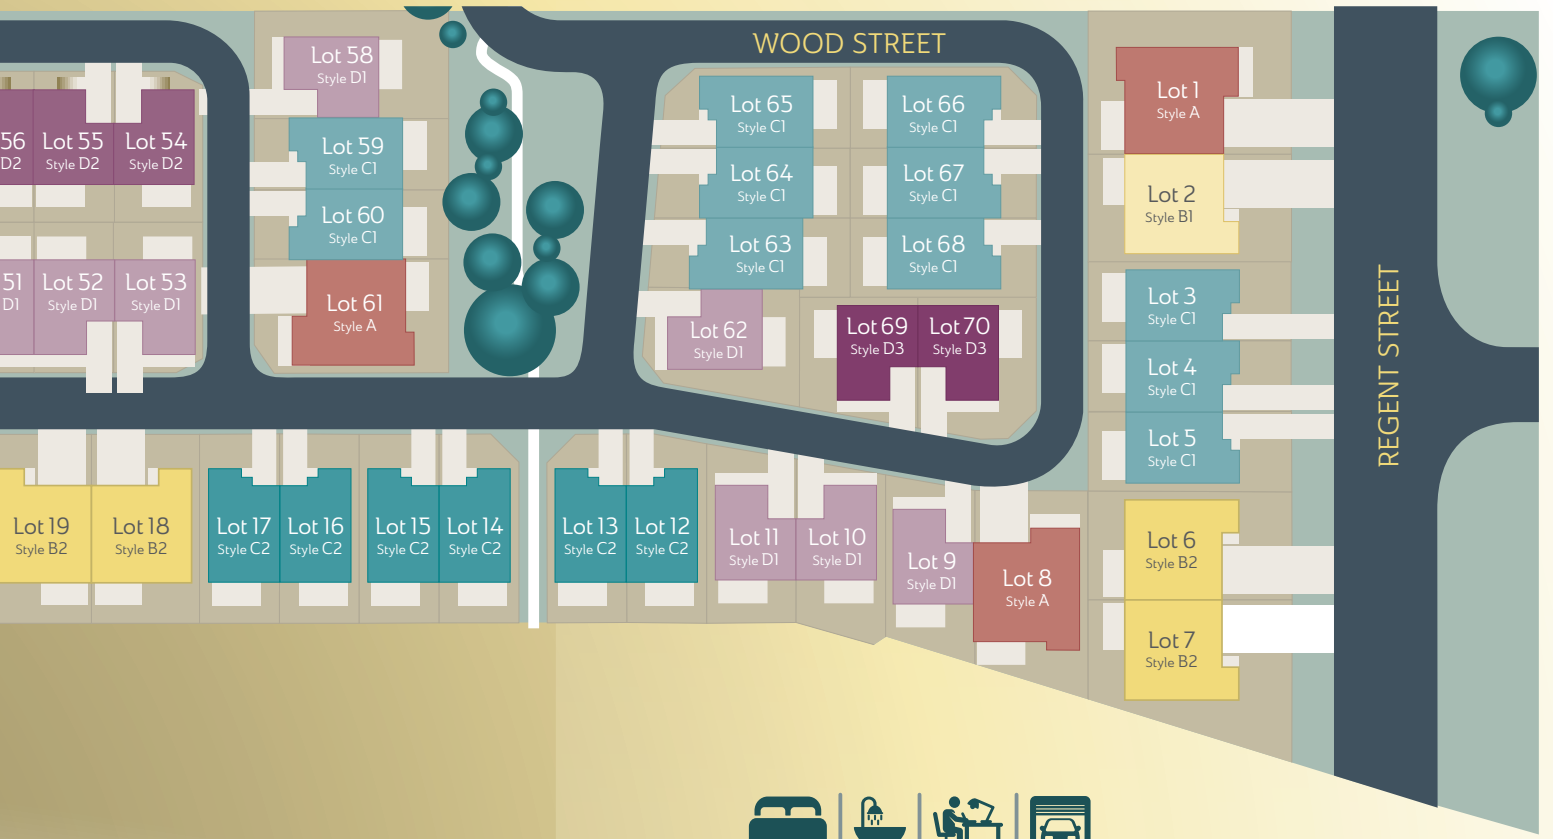 WOOD STREET
REGENT STREET
Lot 58
Style D1
56
D2
Lot 55
Style D2
Lot 54
Style D2
Lot 59
Style C1
Lot 60
Style C1
51
D1
Lot 52
Style D1
Lot 53
Style D1
Lot 61
Style A
Lot 65
Style C1
Lot 66
Style C1
Lot 64
Style C1
Lot 67
Style C1
Lot 63
Style C1
Lot 68
Style C1
Lot 62
Style D1
Lot 69
Style D3
Lot 70
Style D3
Lot 1
Style A
Lot 2
Style B1
Lot 3
Style C1
Lot 4
Style C1
Lot 5
Style C1
Lot 6
Style B2
Lot 7
Style B2
Lot 19
Style B2
Lot 18
Style B2
Lot 17
Style C2
Lot 16
Style C2
Lot 15
Style C2
Lot 14
Style C2
Lot 13
Style C2
Lot 12
Style C2
Lot 11
Style D1
Lot 10
Style D1
Lot 9
Style D1
Lot 8
Style A